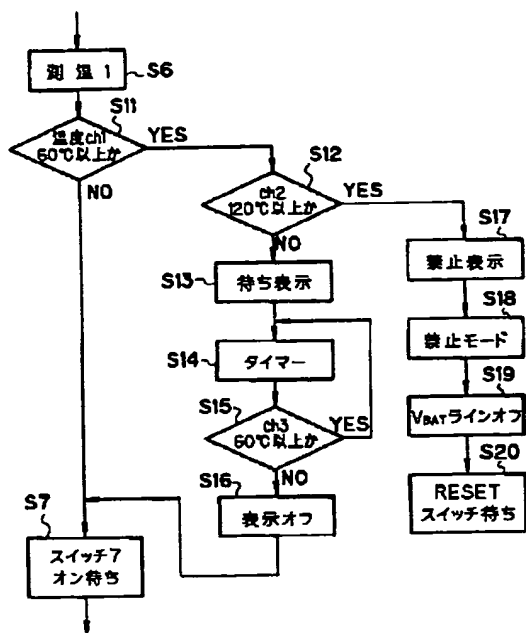 測温1
S6
S11
温度ch1
60℃以上か
YES
NO
S12
ch2
120℃以上か
YES
NO
S17
禁止表示
S13
待ち表示
S18
禁止モード
S14
タイマー
S19
VBATラインオフ
S15
ch3
60℃以上か
YES
NO
S20
RESET
スイッチ待ち
S16
表示オフ
S7
スイッチ7
オン待ち